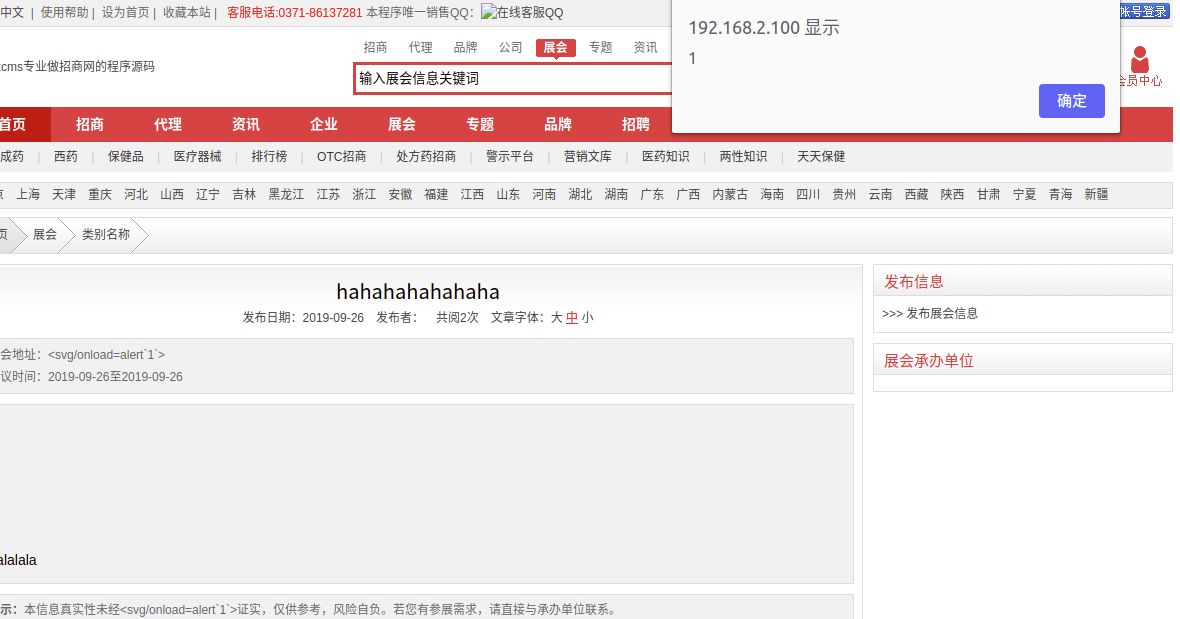 中文 | 使用帮助 | 设为首页 | 收藏本站 | 客服电话:0371-86137281 本程序唯一销售QQ: 在线客服QQ
帐号登录
192.168.2.100 显示
1
确定
招商 代理 品牌 公司 展会 专题 资讯
cms专业做招商网的程序源码
输入展会信息关键词
会员中心
首页 招商 代理 资讯 企业 展会 专题 品牌 招聘
成药 | 西药 | 保健品 | 医疗器械 | 排行榜 | OTC招商 | 处方药招商 | 警示平台 | 营销文库 | 医药知识 | 两性知识 | 天天保健
上海 天津 重庆 河北 山西 辽宁 吉林 黑龙江 江苏 浙江 安徽 福建 江西 山东 河南 湖北 湖南 广东 广西 内蒙古 海南 四川 贵州 云南 西藏 陕西 甘肃 宁夏 青海 新疆
页 展会 类别名称
hahahahahahaha
发布日期：2019-09-26 发布者： 共阅2次 文章字体：大 中 小
会地址：<svg/onload=alert`1`>
议时间：2019-09-26至2019-09-26
alalala
示：本信息真实性未经<svg/onload=alert`1`>证实，仅供参考，风险自负。若您有参展需求，请直接与承办单位联系。
发布信息
>>> 发布展会信息
展会承办单位